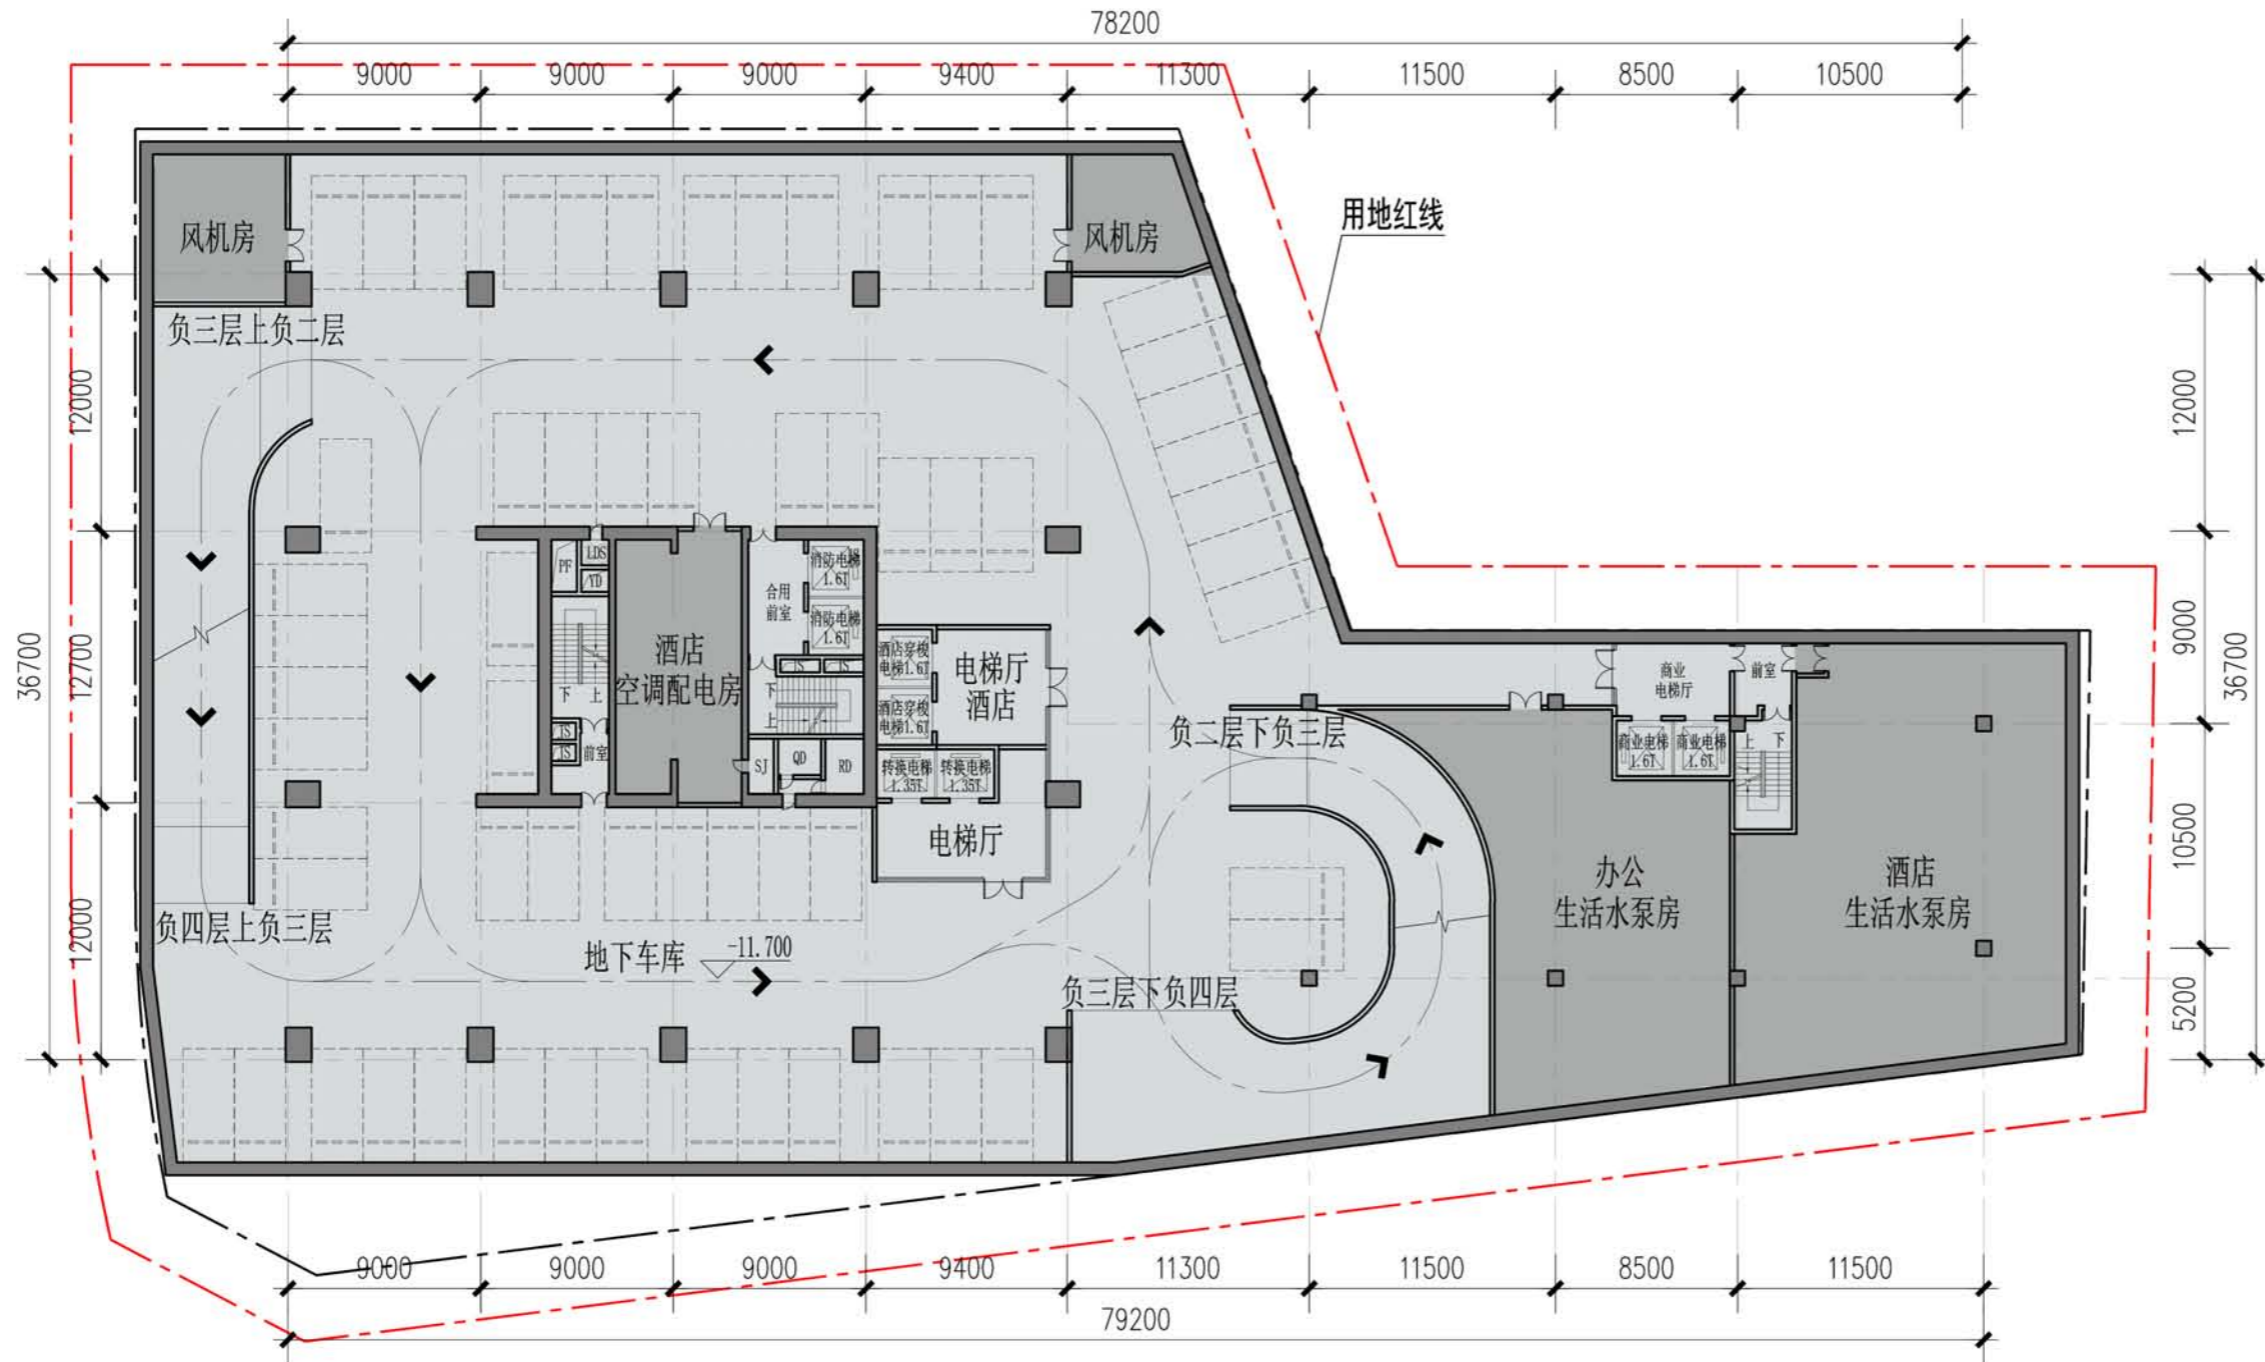 78200
9000
9000
9000
9400
11300
11500
8500
10500
用地红线
风机房
风机房
负三层上负二层
12000
12700
12000
36700
12000
9000
10500
5200
36700
PF
LDS
YD
下 上
JS
JS
前室
酒店
空调配电房
合用
前室
消防电梯
1.6T
消防电梯
1.6T
下
上
SJ
QD
RD
酒店穿梭
电梯1.6T
酒店穿梭
电梯1.6T
电梯厅
酒店
转换电梯
1.35T
转换电梯
1.35T
电梯厅
负二层下负三层
商业
电梯厅
前室
商业电梯
1.6T
商业电梯
1.6T
上 下
办公
生活水泵房
酒店
生活水泵房
负四层上负三层
地下车库
-11.700
负三层下负四层
9000
9000
9000
9400
11300
11500
8500
11500
79200